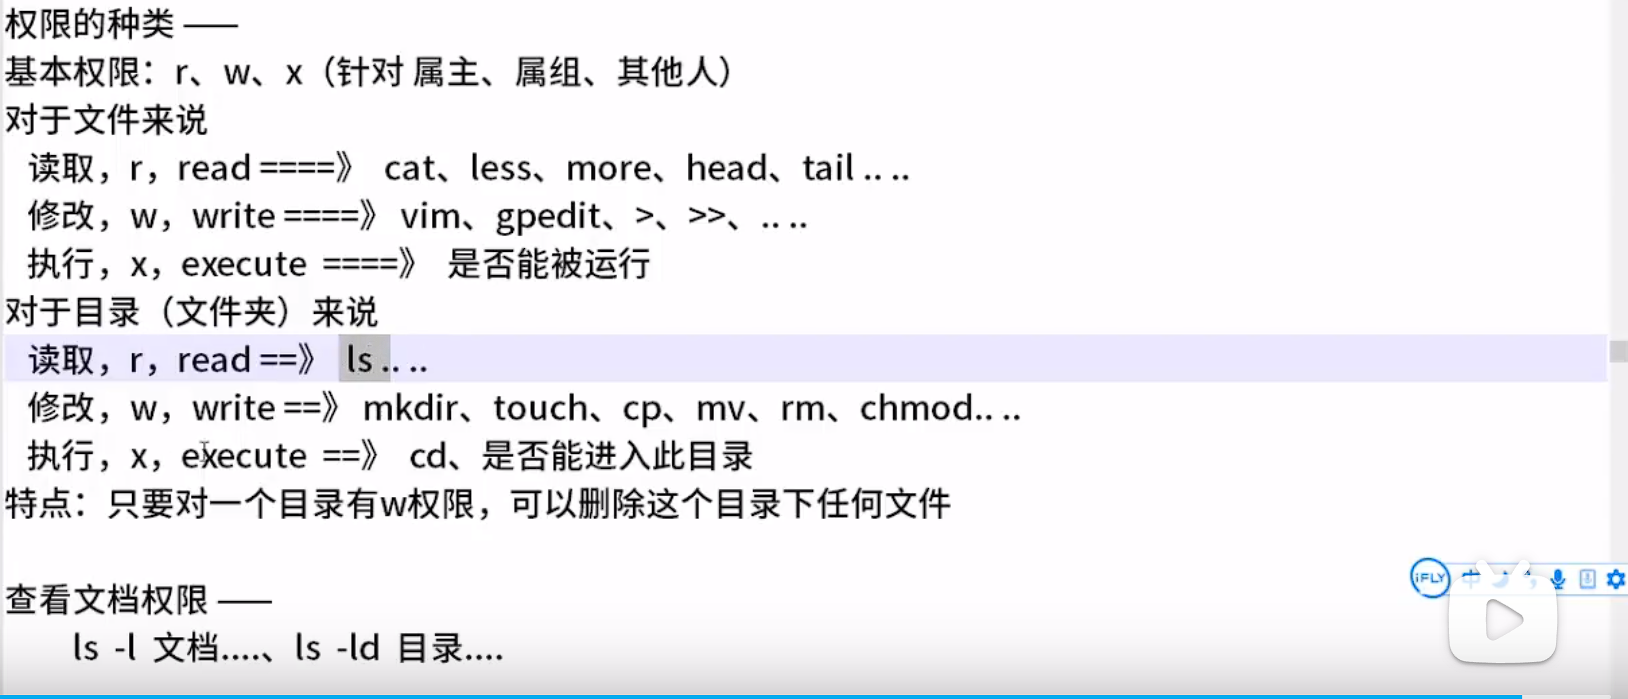 权限的种类 ——
基本权限：r、w、x（针对 属主、属组、其他人）
对于文件来说
读取，r，read ====》 cat、less、more、head、tail .. ..
修改，w，write ====》 vim、gpedit、>、>>、.. ..
执行，x，execute ====》 是否能被运行
对于目录（文件夹）来说
读取，r，read ==》 ls .. ..
修改，w，write ==》 mkdir、touch、cp、mv、rm、chmod.. ..
执行，x，execute ==》 cd、是否能进入此目录
特点：只要对一个目录有w权限，可以删除这个目录下任何文件
iFLY 中
查看文档权限 ——
ls -l 文档....、ls -ld 目录....